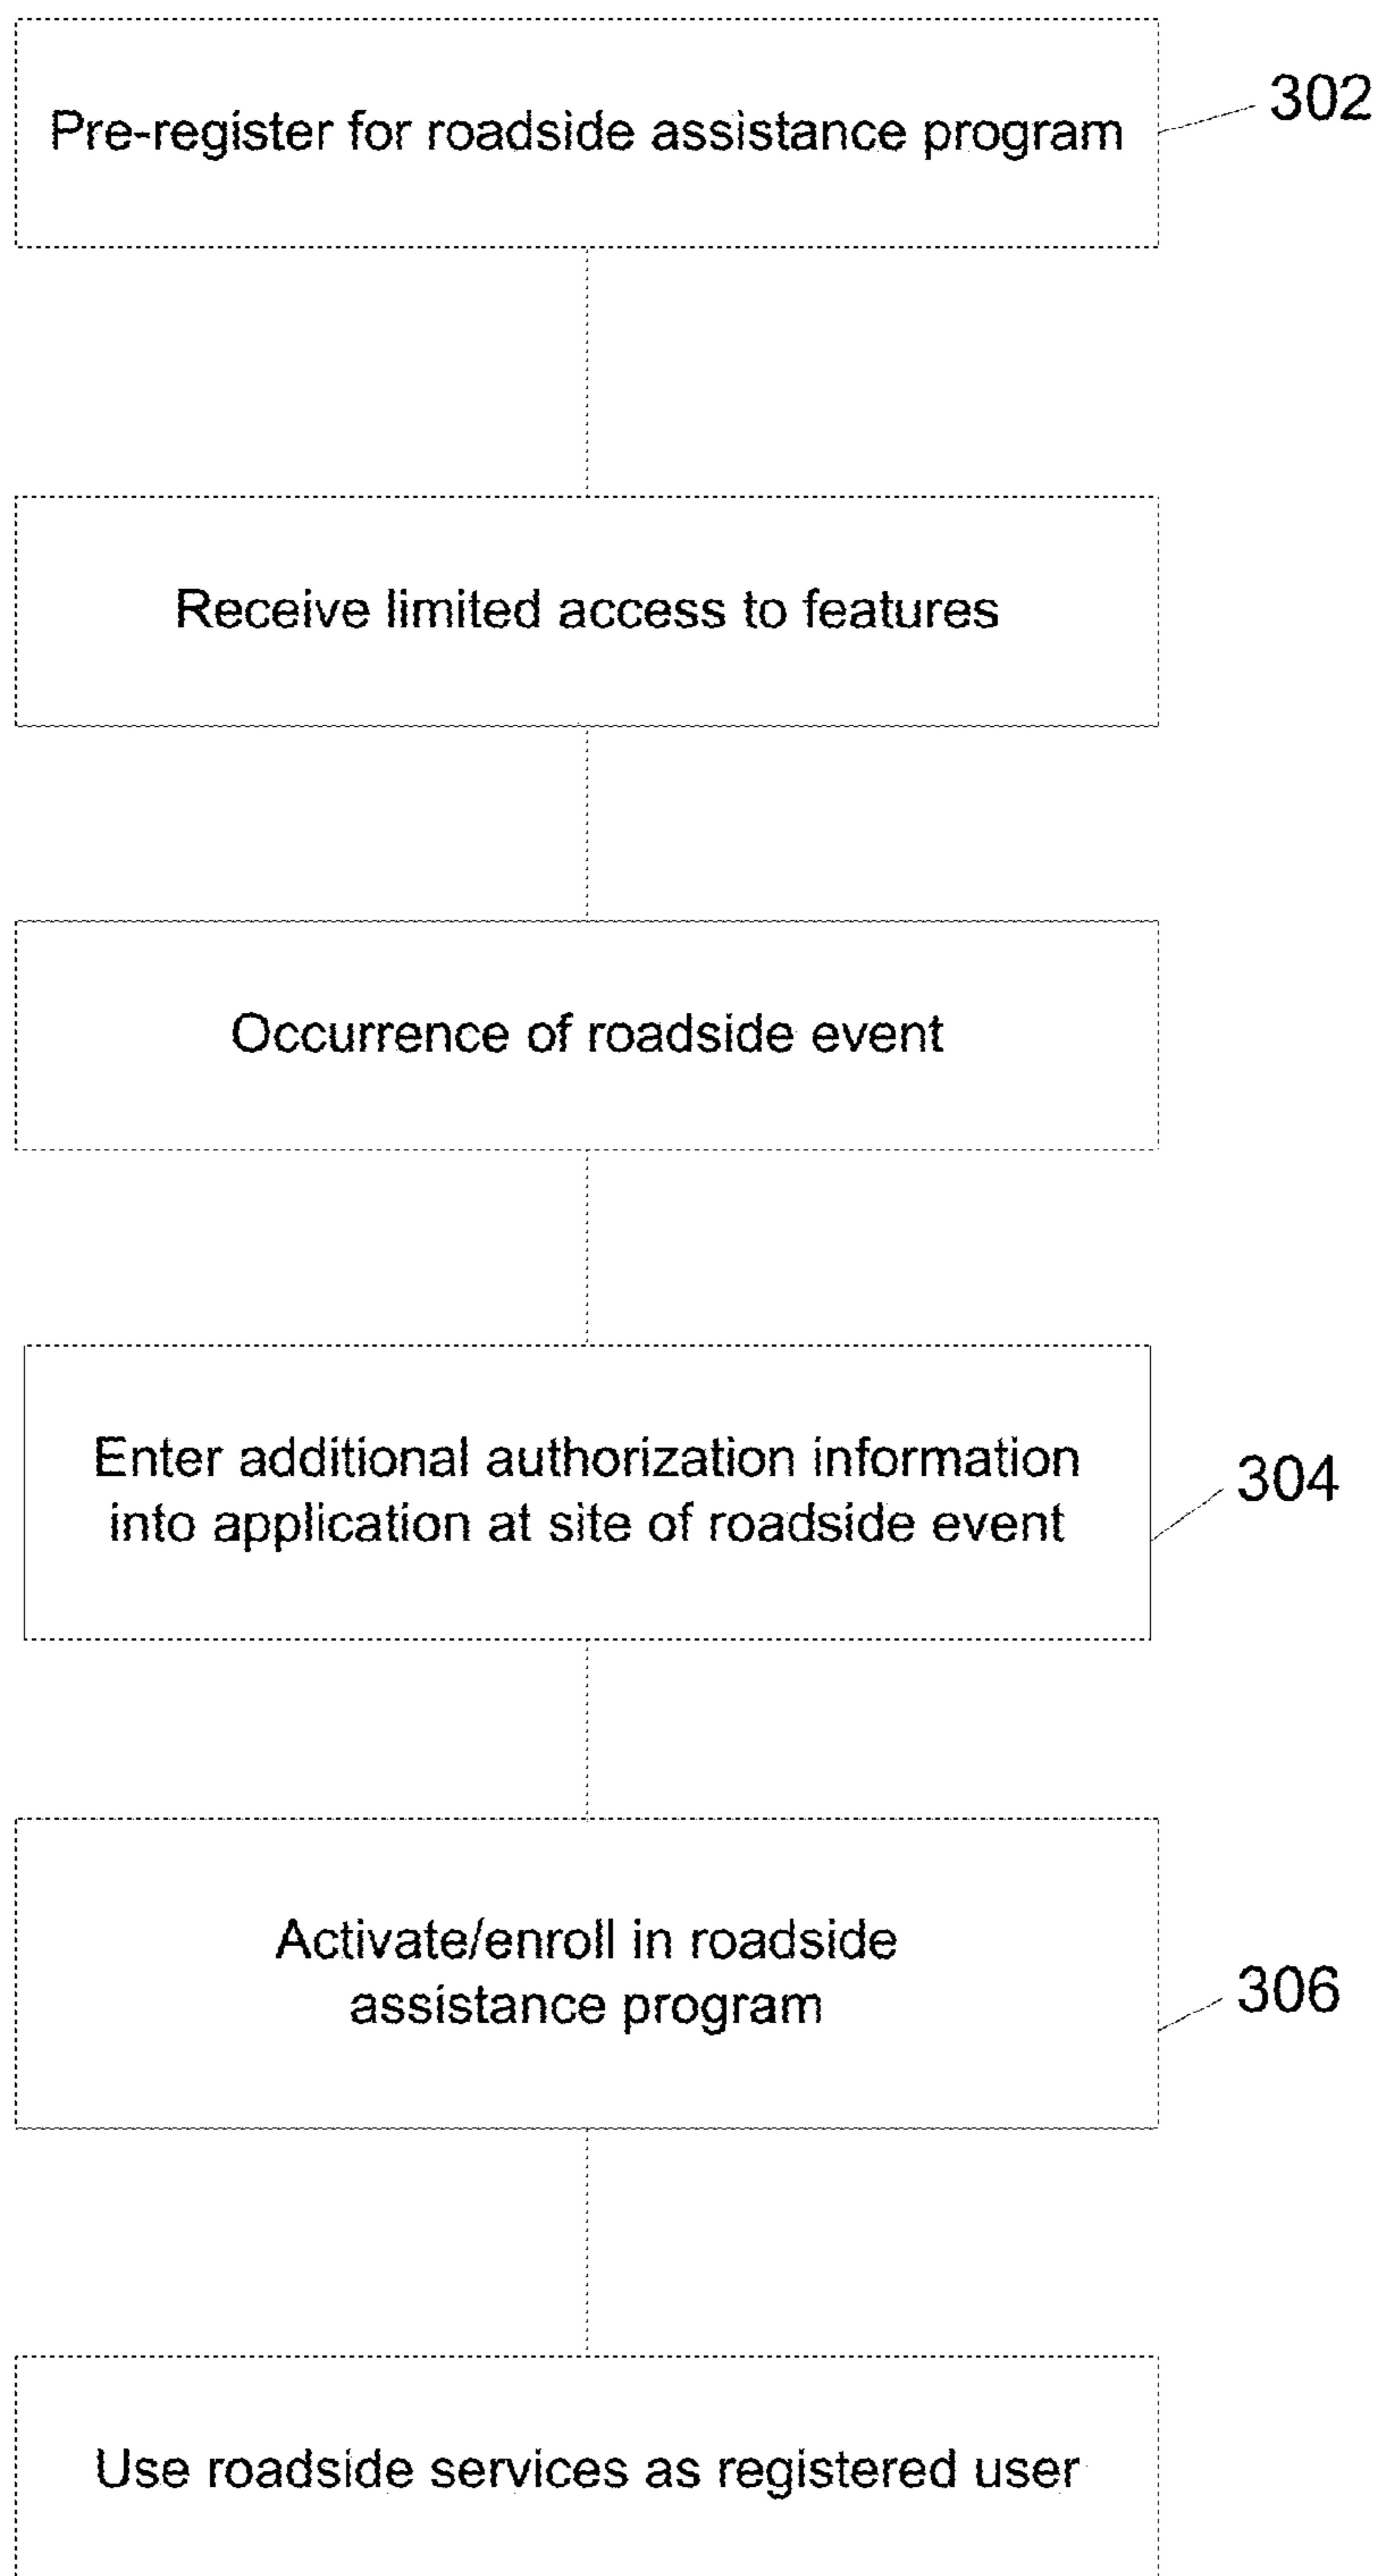 Pre-register for roadside assistance program
302
Receive limited access to features
Occurrence of roadside event
Enter additional authorization information
into application at site of roadside event
304
Activate/enroll in roadside
assistance program
306
Use roadside services as registered user